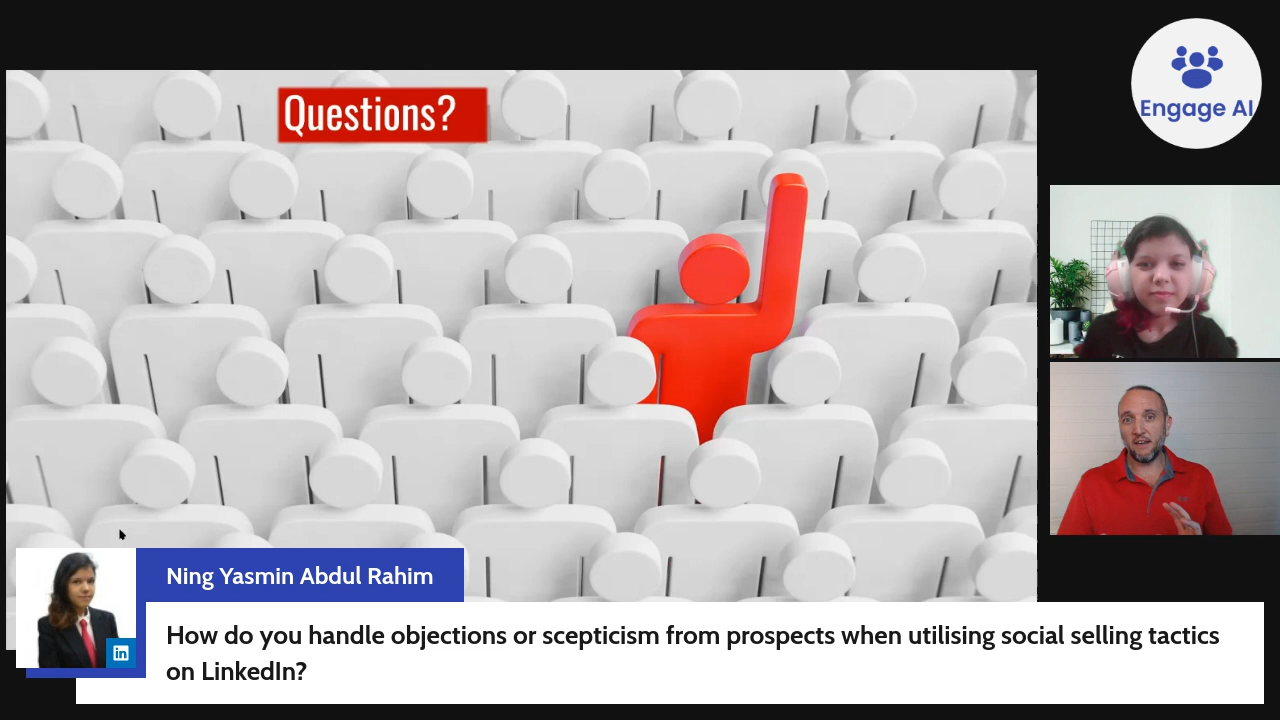 Questions?
Engage AI
in
Ning Yasmin Abdul Rahim
How do you handle objections or scepticism from prospects when utilising social selling tactics
on LinkedIn?